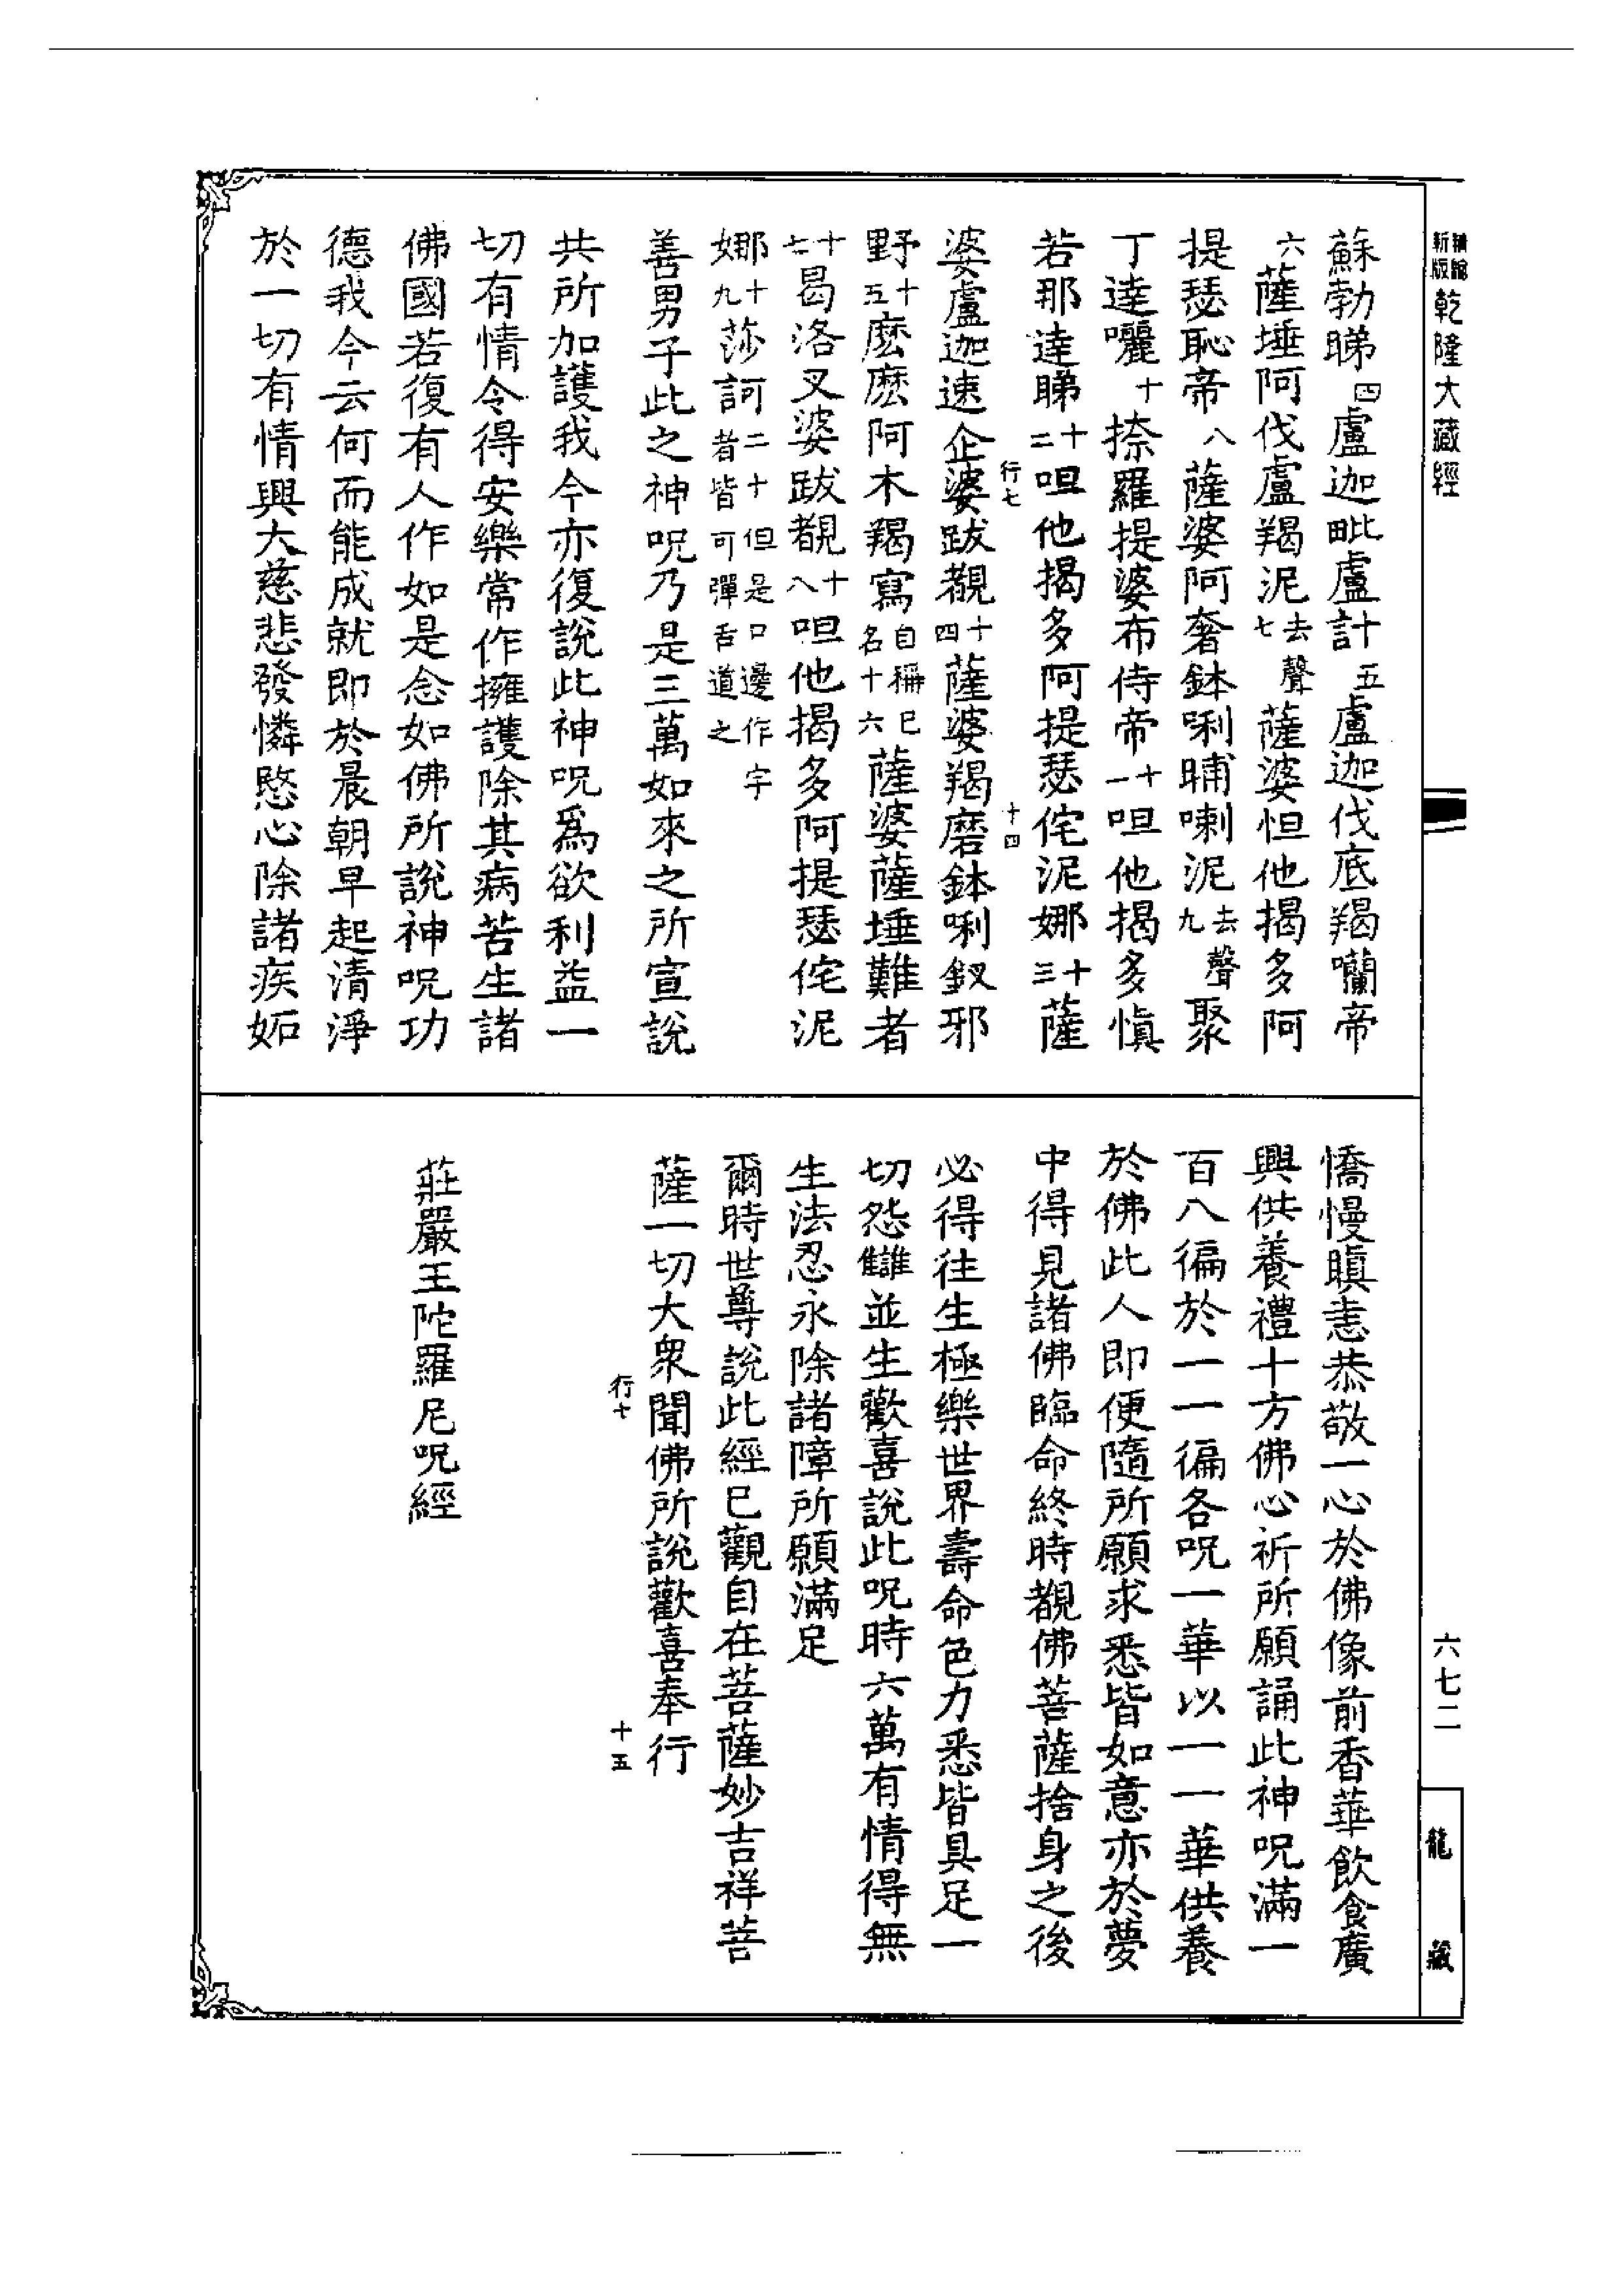 新版精縮乾隆大藏經
蘇勃睇四盧迦毗盧計五盧迦伐底羯囒帝
六薩埵阿伐盧羯泥去聲七薩婆怛他揭多阿
提瑟恥帝八薩婆阿奢鉢唎晡喇泥去聲九聚
丁達囇十捺羅提婆布侍帝十一呾他揭多慎
若那達睇十二呾他揭多阿提瑟侘泥娜十三薩
婆盧迦速企婆跋覩十四薩婆羯磨鉢唎釵邪
行七 十四
野十五麽麽阿木羯寫自稱已名十六薩婆薩埵難者
十七曷洛叉婆跋覩十八呾他揭多阿提瑟侘泥
娜十九莎訶二十但是口邊作字者皆可彈舌道之
善男子此之神呪乃是三萬如來之所宣說
共所加護我今亦復說此神呪爲欲利益一
切有情令得安樂常作擁護除其病苦生諸
佛國若復有人作如是念如佛所說神呪功
德我今云何而能成就即於晨朝早起清淨
於一切有情興大慈悲發憐愍心除諸疾妬
憍慢瞋恚恭敬一心於佛像前香華飲食廣
興供養禮十方佛心祈所願誦此神呪滿一
百八徧於一一徧各呪一華以一一華供養
於佛此人即便隨所願求悉皆如意亦於夢
中得見諸佛臨命終時覩佛菩薩捨身之後
必得往生極樂世界壽命色力悉皆具足一
切怨讎並生歡喜說此呪時六萬有情得無
生法忍永除諸障所願滿足
爾時世尊說此經已觀自在菩薩妙吉祥菩
薩一切大衆聞佛所說歡喜奉行
行七 十五
莊嚴王陀羅尼呪經
六七二
龍藏